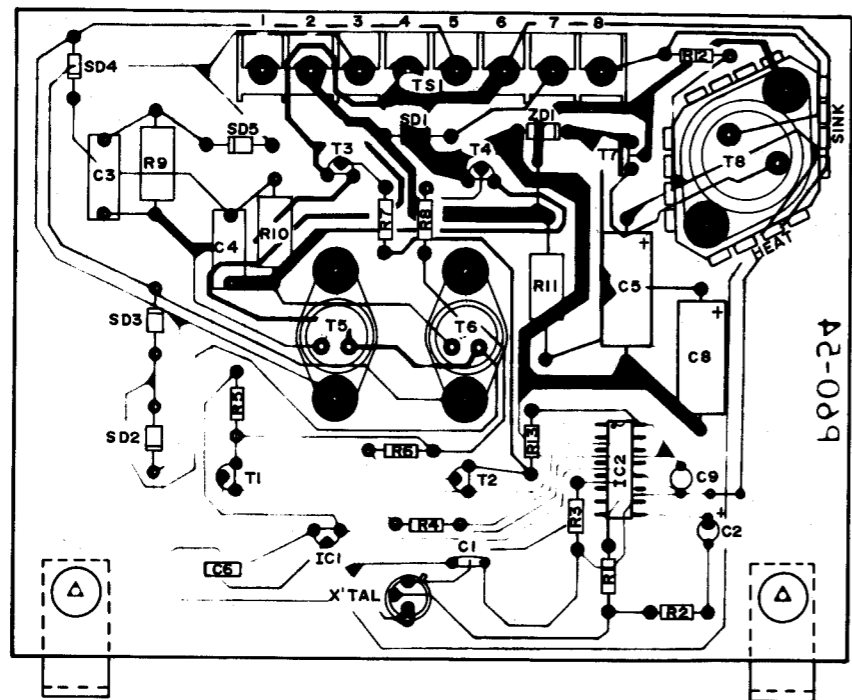 1 2 3 4 5 6 7 8
TS1
R12
SD4
SD5
SD1
ZD1
T3
T4
T7
T8
SINK
HEAT
C3
R9
C4
R10
R7
R8
R11
C5
C8
SD3
T5
T6
P60-54
SD2
R5
R6
R13
IC2
T1
T2
C9
R3
R4
C2
IC1
C1
C6
X'TAL
R1
R2